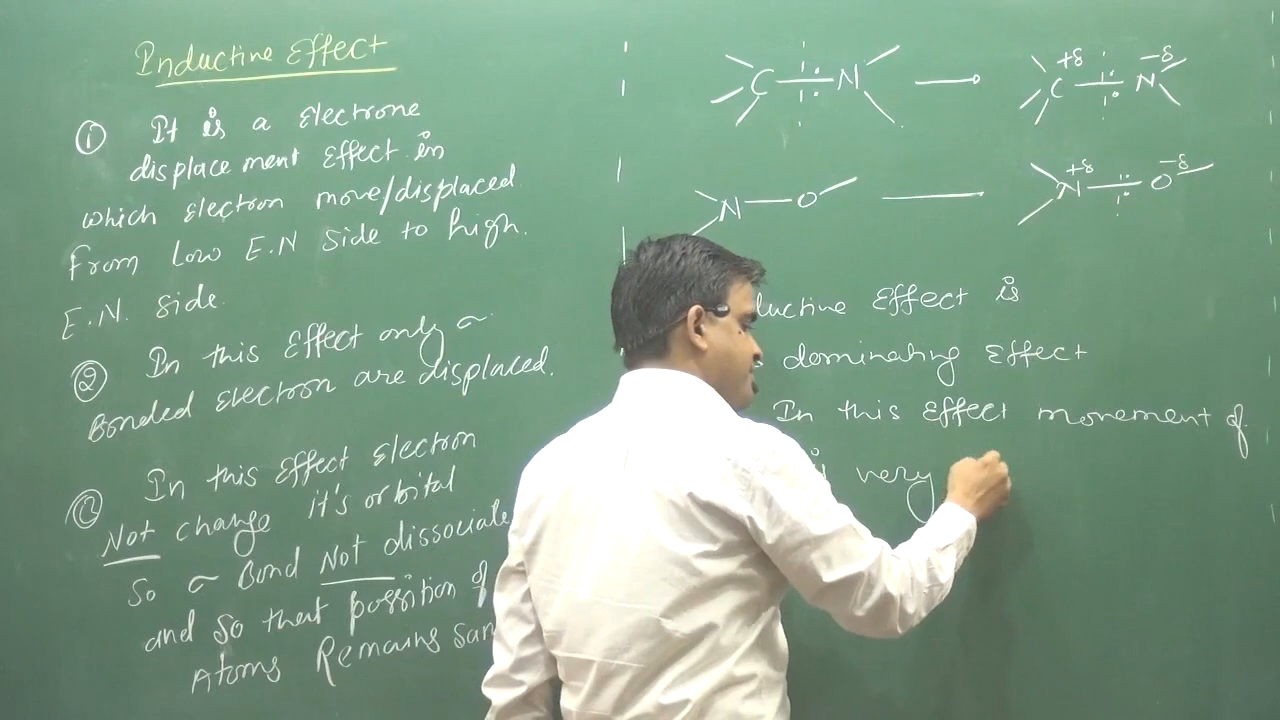 Inductive Effect
① It is a Electrone
displacement Effect in
which Electron move/displaced
From Low E.N Side to high
E.N. Side
② In this Effect only σ
Bonded Electron are displaced.
In this Effect Electron
Not change it's orbital
So σ Bond Not dissociate
and so that possition of
Atoms Remains Sam
C N +δ C N -δ
N O +δ N O -δ
ductive Effect is
dominating Effect
In this Effect movement of
very